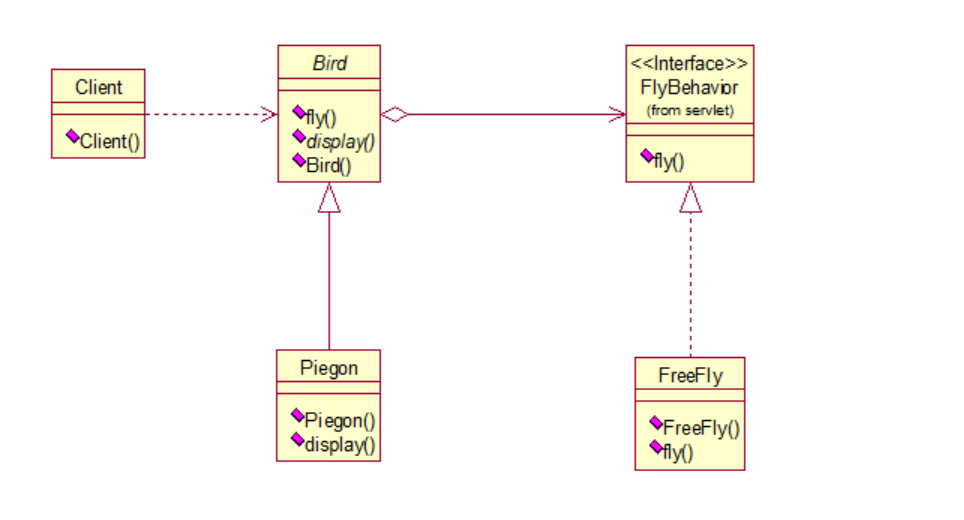 Client
Client()
Bird
fly()
display()
Bird()
<<Interface>>
FlyBehavior
(from servlet)
fly()
Piegon
Piegon()
display()
FreeFly
FreeFly()
fly()